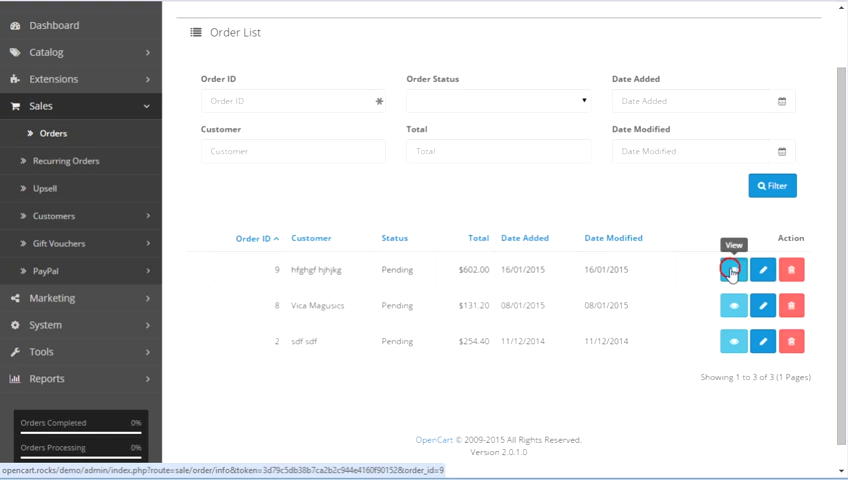 Dashboard
Catalog
Extensions
Sales
Orders
Recurring Orders
Upsell
Customers
Gift Vouchers
PayPal
Marketing
System
Tools
Reports
Orders Completed 0%
Orders Processing 0%
Order List
Order ID Order Status Date Added
Order ID Date Added
Customer Total Date Modified
Customer Total Date Modified
Filter
View
Order ID Customer Status Total Date Added Date Modified Action
9 hfghgf hjhjkg Pending $602.00 16/01/2015 16/01/2015
8 Vica Magusics Pending $131.20 08/01/2015 08/01/2015
2 sdf sdf Pending $254.40 11/12/2014 11/12/2014
Showing 1 to 3 of 3 (1 Pages)
OpenCart © 2009-2015 All Rights Reserved.
Version 2.0.1.0
opencart.rocks/demo/admin/index.php?route=sale/order/info&token=3d79c5db38b7ca2b2c944e4160f90152&order_id=9